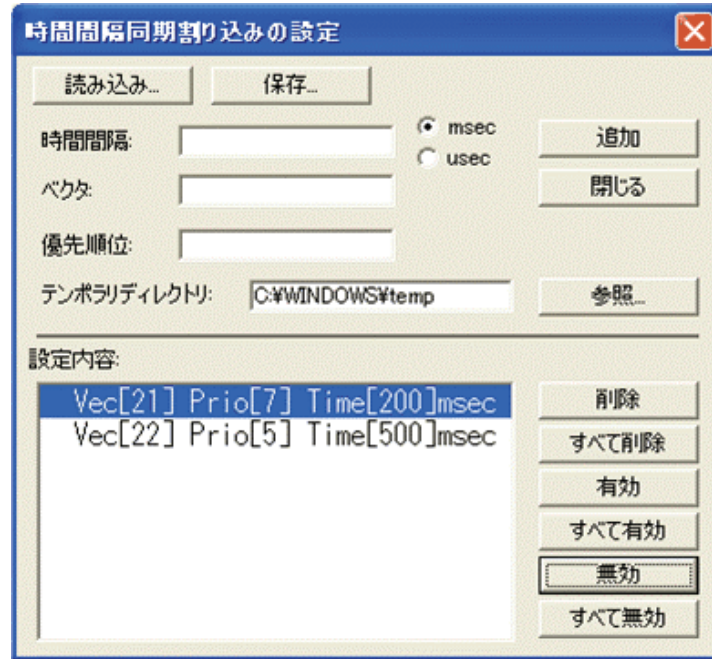 時間間隔同期割り込みの設定
読み込み... 保存...
時間間隔: msec 追加
usec
ベクタ: 閉じる
優先順位:
テンポラリディレクトリ: C:¥WINDOWS¥temp 参照...
設定内容:
Vec[21] Prio[7] Time[200]msec 削除
Vec[22] Prio[5] Time[500]msec すべて削除
有効
すべて有効
無効
すべて無効